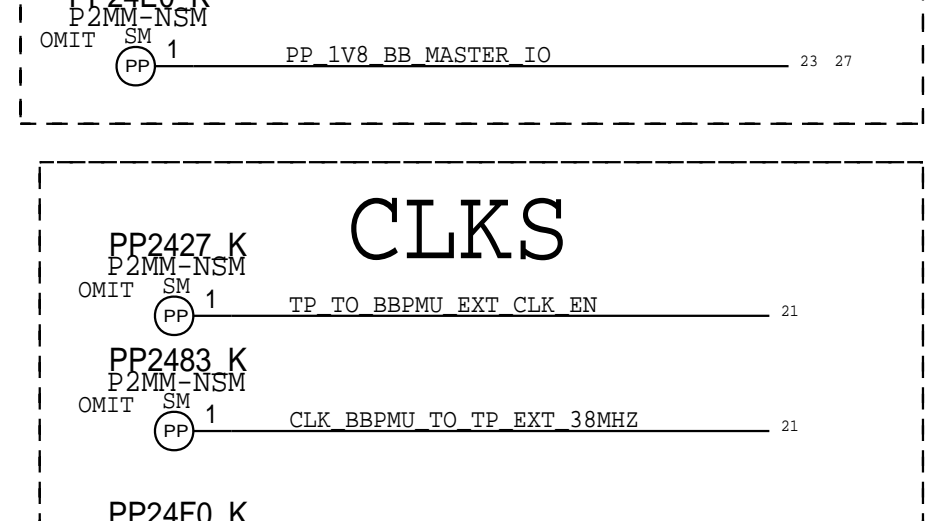 P2MM-NSM
OMIT SM 1
PP PP_1V8_BB_MASTER_IO 23 27
CLKS
PP2427_K
P2MM-NSM
OMIT SM 1
PP TP_TO_BBPMU_EXT_CLK_EN 21
PP2483_K
P2MM-NSM
OMIT SM 1
PP CLK_BBPMU_TO_TP_EXT_38MHZ 21